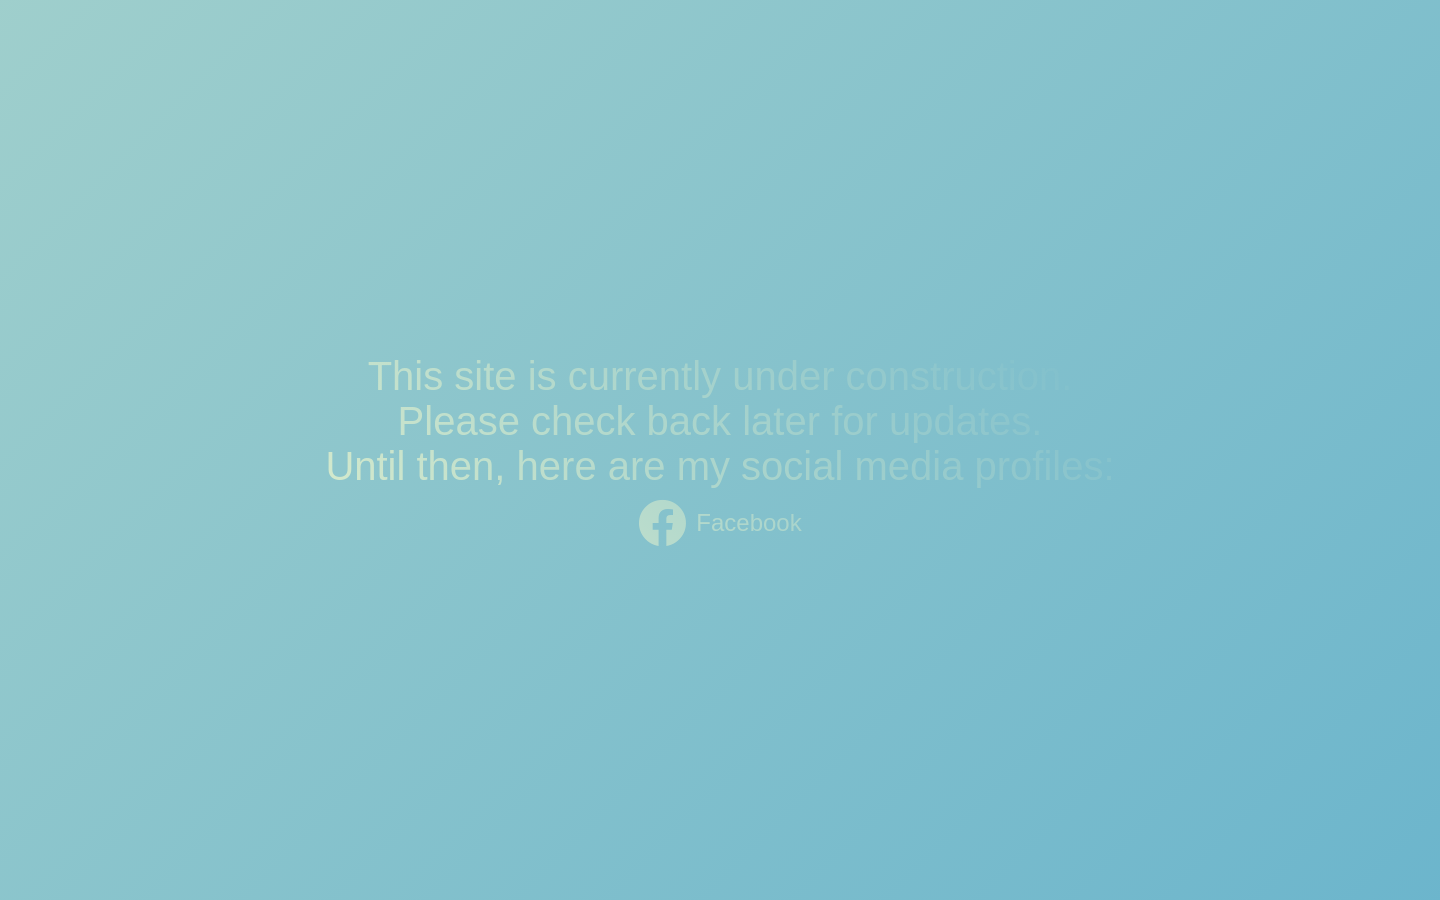 This site is currently under construction.
Please check back later for updates.
Until then, here are my social media profiles:
Facebook